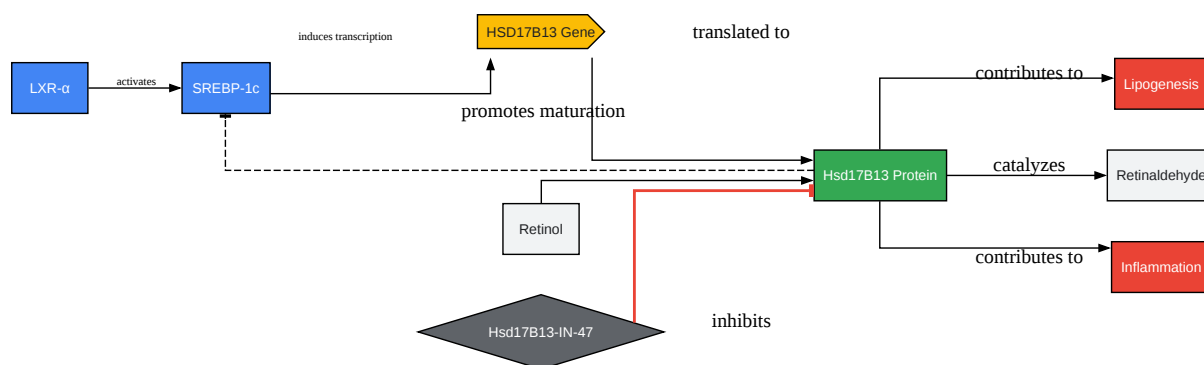 HSD17B13 Gene
induces transcription
translated to
LXR-α
activates
SREBP-1c
contributes to
Lipogenesis
promotes maturation
Hsd17B13 Protein
catalyzes
Retinaldehyde
Retinol
contributes to
Inflammation
Hsd17B13-IN-47
inhibits